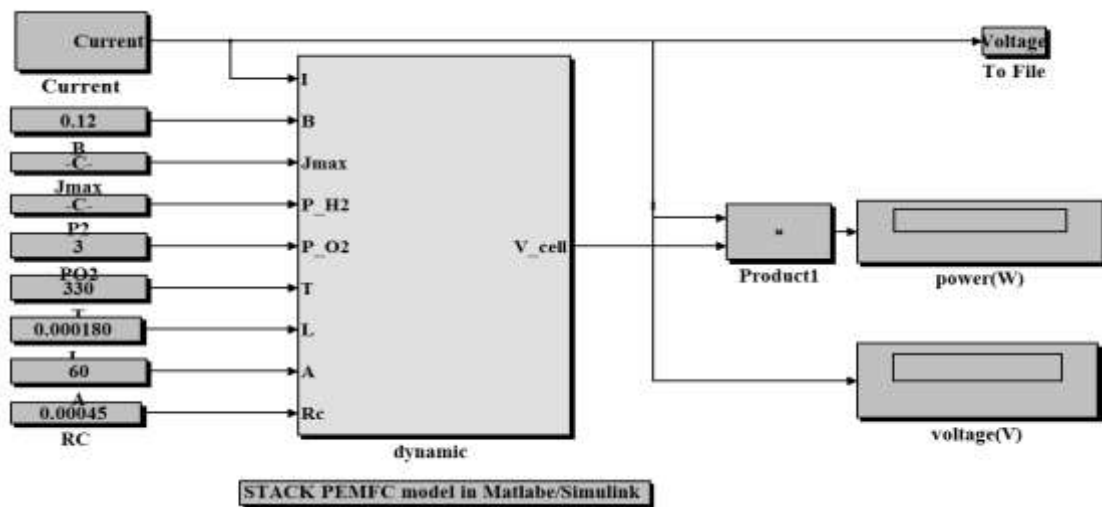 Current
Current
0.12
B
-C-
Jmax
-C-
P2
3
PO2
330
T
0.000180
L
60
A
0.00045
RC
I
B
Jmax
P_H2
P_O2
T
L
A
Rc
V_cell
dynamic
Voltage
To File
Product1
power(W)
voltage(V)
STACK PEMFC model in Matlabe/Simulink